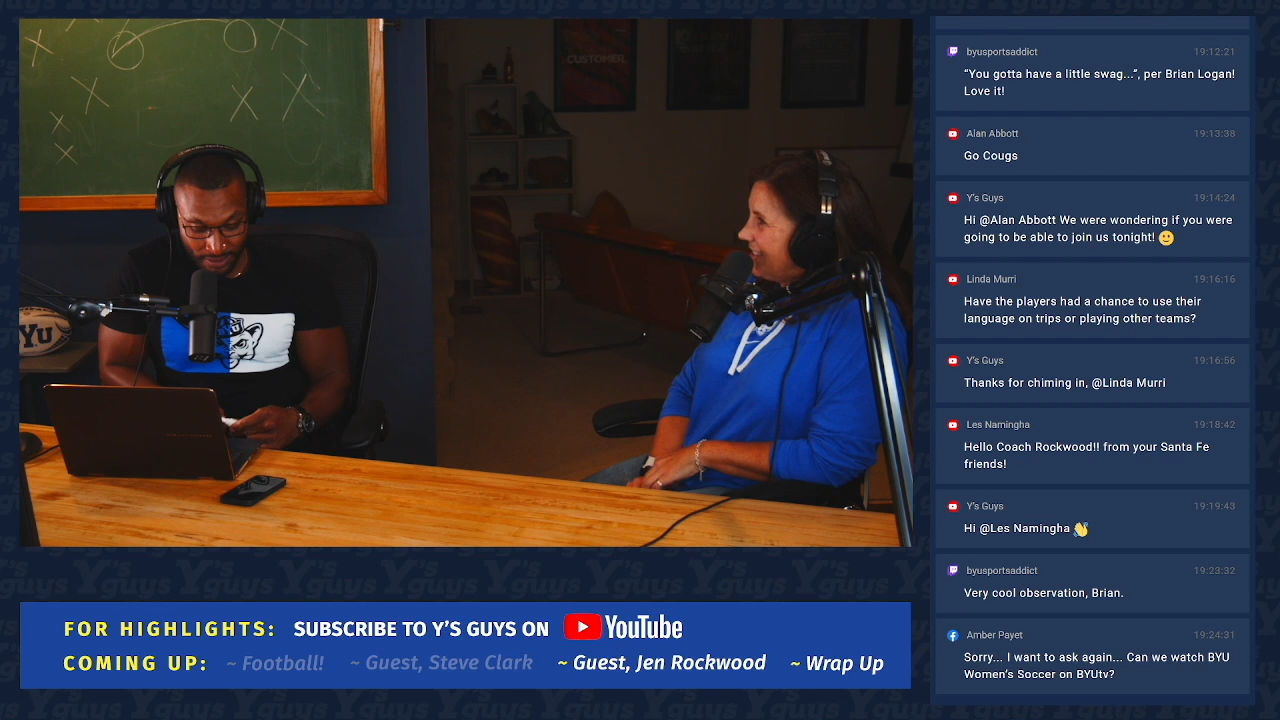 CUSTOMER
YU
BYU
byusportsaddict 19:12:21
“You gotta have a little swag...”, per Brian Logan!
Love it!
Alan Abbott 19:13:38
Go Cougs
Y's Guys 19:14:24
Hi @Alan Abbott We were wondering if you were
going to be able to join us tonight! 🙂
Linda Murri 19:16:16
Have the players had a chance to use their
language on trips or playing other teams?
Y's Guys 19:16:56
Thanks for chiming in, @Linda Murri
Les Namingha 19:18:42
Hello Coach Rockwood!! from your Santa Fe
friends!
Y's Guys 19:19:43
Hi @Les Namingha 👋
byusportsaddict 19:23:32
Very cool observation, Brian.
Amber Payet 19:24:31
Sorry... I want to ask again... Can we watch BYU
Women's Soccer on BYUtv?
FOR HIGHLIGHTS: SUBSCRIBE TO Y'S GUYS ON YouTube
COMING UP: ~ Football! ~ Guest, Steve Clark ~ Guest, Jen Rockwood ~ Wrap Up
Y's guys